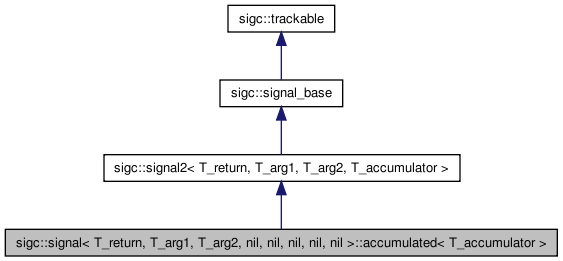 sigc::trackable
sigc::signal_base
sigc::signal2< T_return, T_arg1, T_arg2, T_accumulator >
sigc::signal< T_return, T_arg1, T_arg2, nil, nil, nil, nil, nil >::accumulated< T_accumulator >